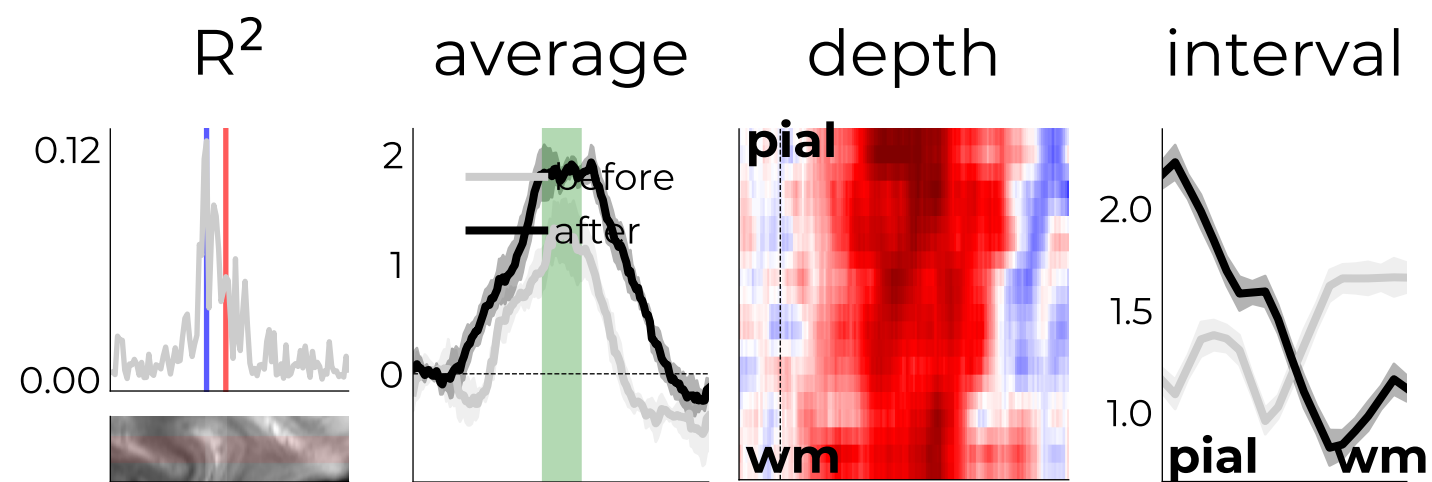 R²
average
depth
interval
0.12
0.00
2
1
0
before
after
pial
wm
2.0
1.5
1.0
pial
wm